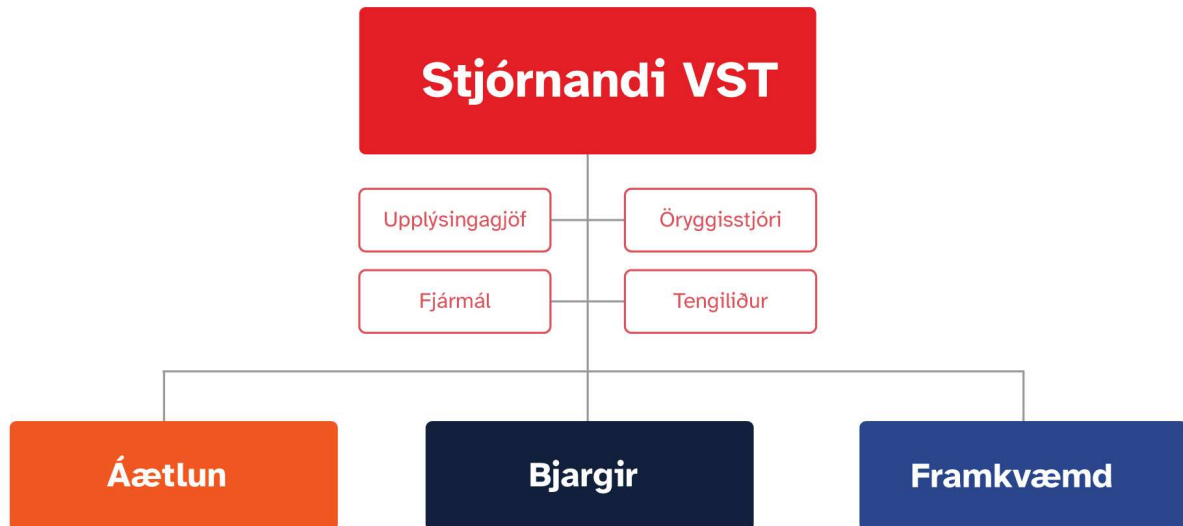 Stjórnandi VST
Upplýsingagjöf
Öryggisstjóri
Fjármál
Tengiliður
Áætlun
Bjargir
Framkvæmd